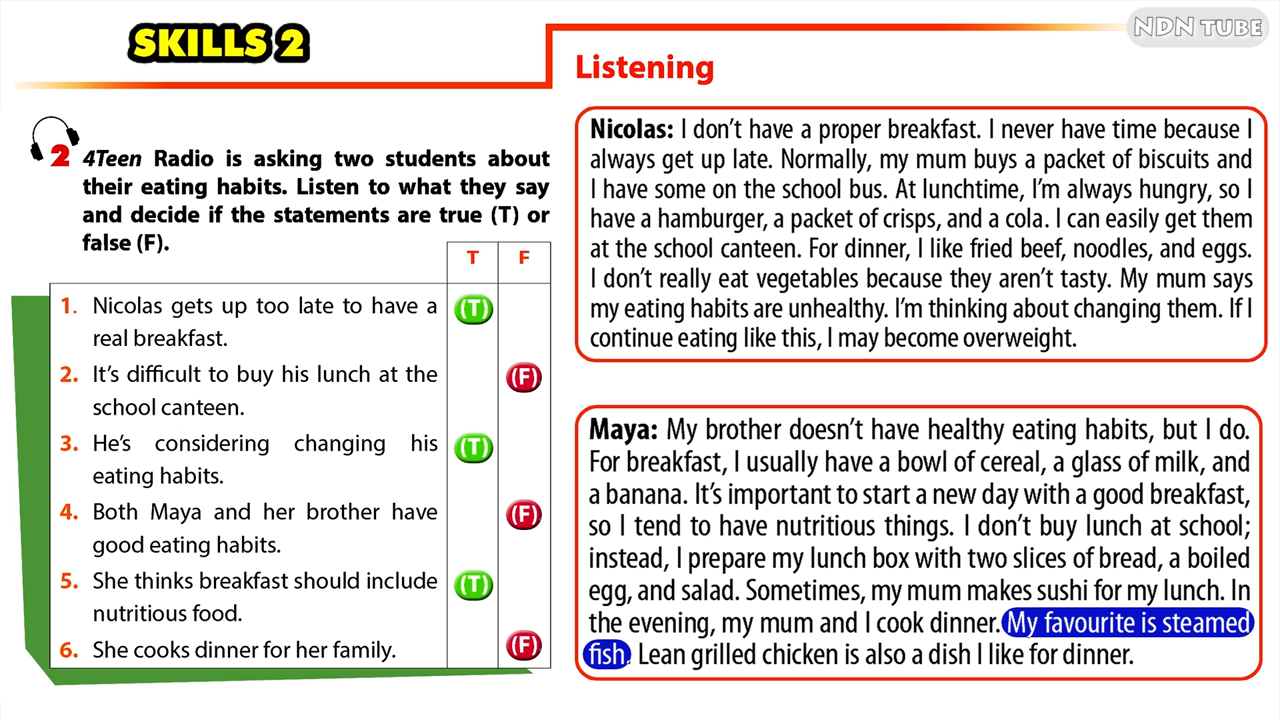 SKILLS 2
NDN TUBE
Listening
2 4Teen Radio is asking two students about
their eating habits. Listen to what they say
and decide if the statements are true (T) or
false (F).
T F
1. Nicolas gets up too late to have a (T)
real breakfast.
2. It's difficult to buy his lunch at the (F)
school canteen.
3. He's considering changing his (T)
eating habits.
4. Both Maya and her brother have (F)
good eating habits.
5. She thinks breakfast should include (T)
nutritious food.
6. She cooks dinner for her family. (F)
Nicolas: I don't have a proper breakfast. I never have time because I
always get up late. Normally, my mum buys a packet of biscuits and
I have some on the school bus. At lunchtime, I'm always hungry, so I
have a hamburger, a packet of crisps, and a cola. I can easily get them
at the school canteen. For dinner, I like fried beef, noodles, and eggs.
I don't really eat vegetables because they aren't tasty. My mum says
my eating habits are unhealthy. I'm thinking about changing them. If I
continue eating like this, I may become overweight.
Maya: My brother doesn't have healthy eating habits, but I do.
For breakfast, I usually have a bowl of cereal, a glass of milk, and
a banana. It's important to start a new day with a good breakfast,
so I tend to have nutritious things. I don't buy lunch at school;
instead, I prepare my lunch box with two slices of bread, a boiled
egg, and salad. Sometimes, my mum makes sushi for my lunch. In
the evening, my mum and I cook dinner. My favourite is steamed
fish. Lean grilled chicken is also a dish I like for dinner.